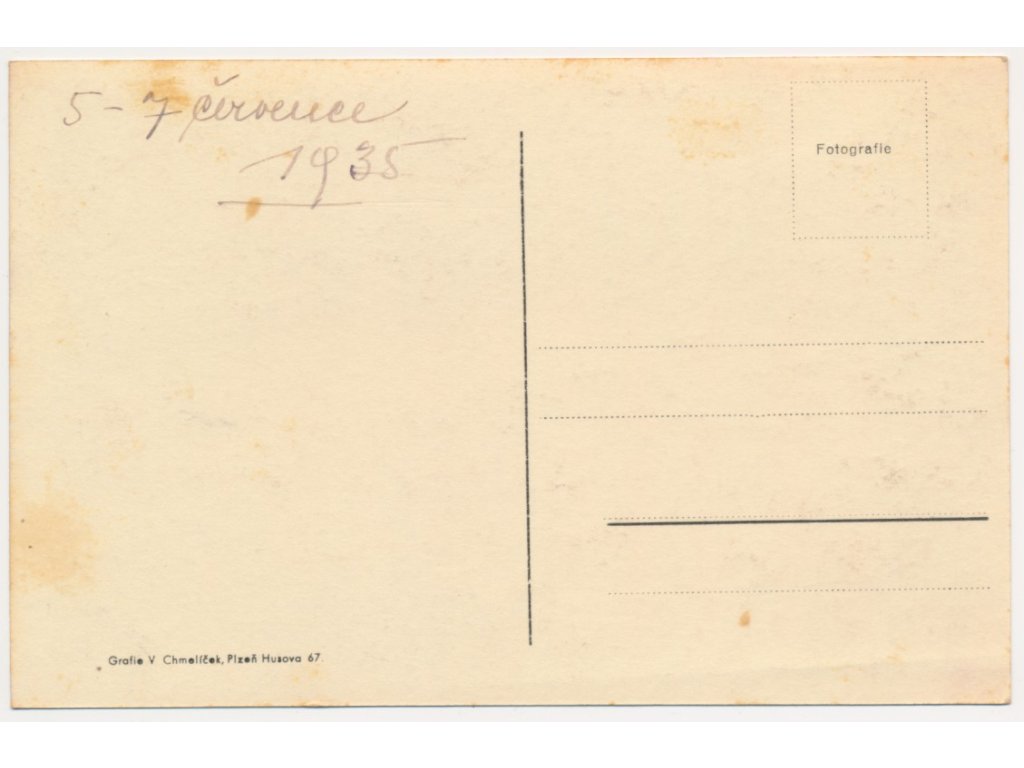 5 – 7 července
1935
Fotografie
Grafie V Chmelíček, Plzeň Husova 67.